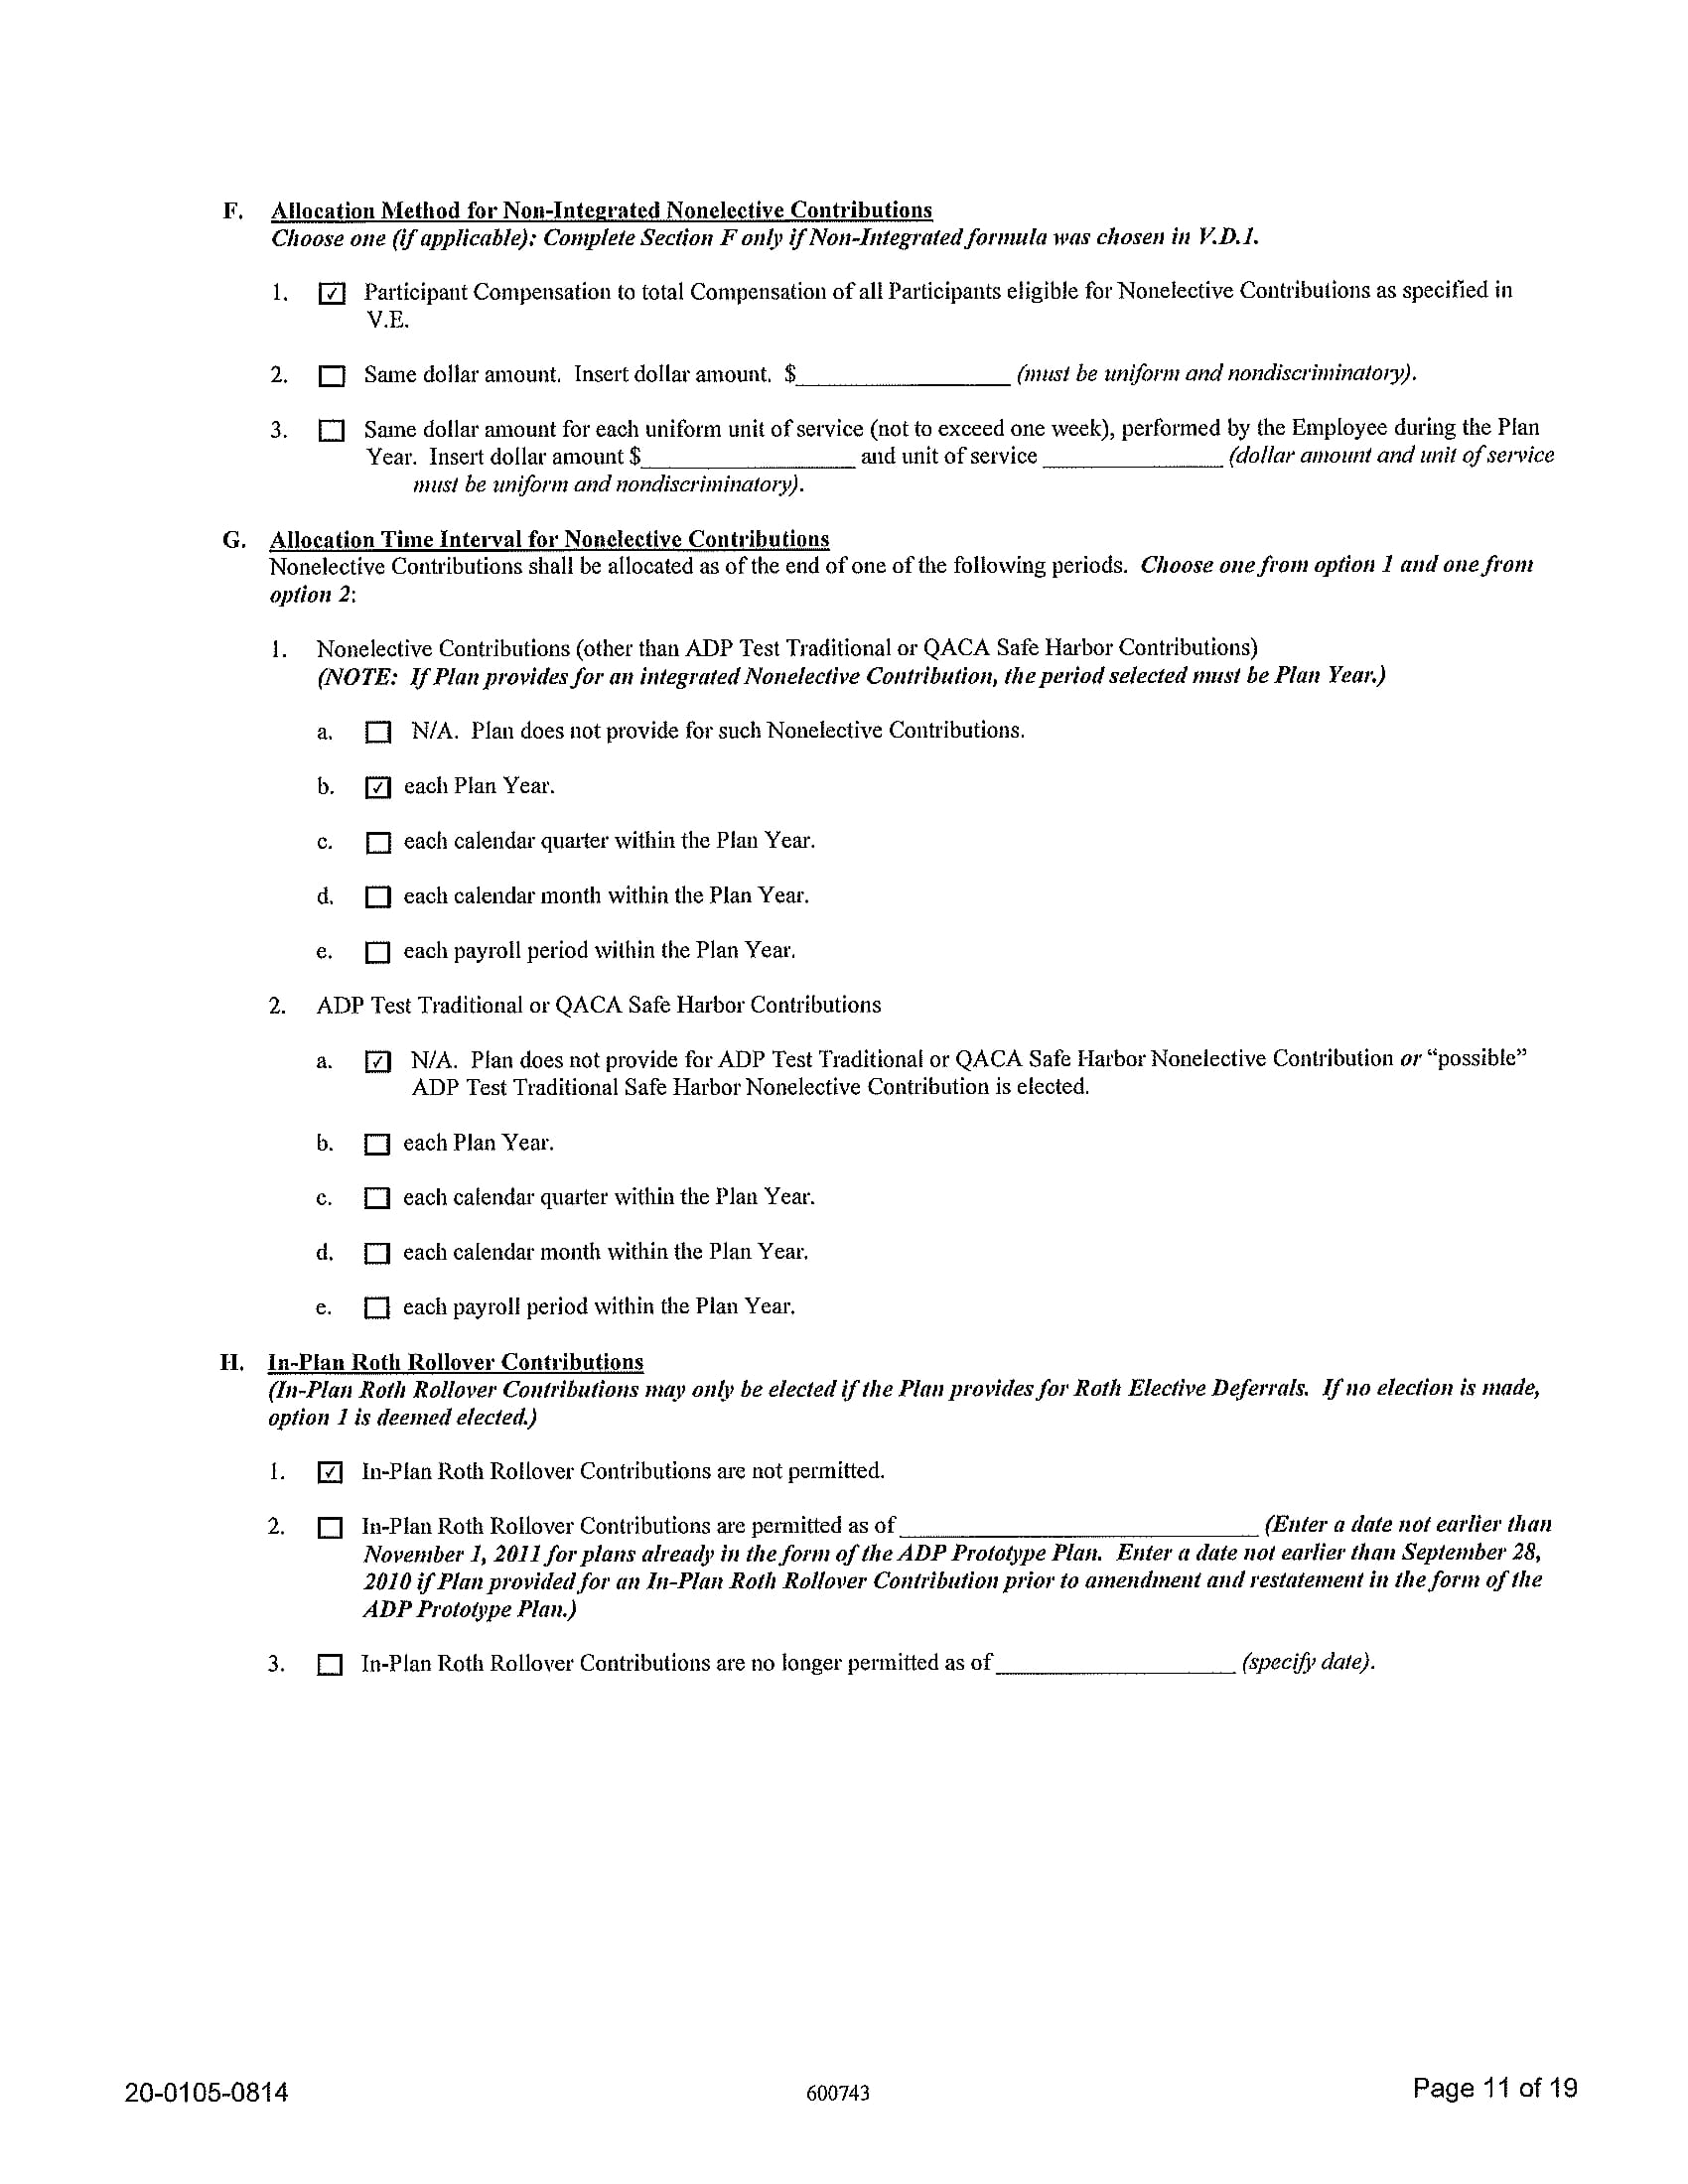 F. Allocation Method for Non-Integrated Nonelective Contributions
Choose one (if applicable): Complete Section F only if Non-Integrated formula was chosen in V.D.1.
1. ☑ Participant Compensation to total Compensation of all Participants eligible for Nonelective Contributions as specified in
V.E.
2. ☐ Same dollar amount. Insert dollar amount. $__________________ (must be uniform and nondiscriminatory).
3. ☐ Same dollar amount for each uniform unit of service (not to exceed one week), performed by the Employee during the Plan
Year. Insert dollar amount $__________________ and unit of service _______________ (dollar amount and unit of service
must be uniform and nondiscriminatory).
G. Allocation Time Interval for Nonelective Contributions
Nonelective Contributions shall be allocated as of the end of one of the following periods. Choose one from option 1 and one from
option 2:
1. Nonelective Contributions (other than ADP Test Traditional or QACA Safe Harbor Contributions)
(NOTE: If Plan provides for an integrated Nonelective Contribution, the period selected must be Plan Year.)
a. ☐ N/A. Plan does not provide for such Nonelective Contributions.
b. ☑ each Plan Year.
c. ☐ each calendar quarter within the Plan Year.
d. ☐ each calendar month within the Plan Year.
e. ☐ each payroll period within the Plan Year.
2. ADP Test Traditional or QACA Safe Harbor Contributions
a. ☑ N/A. Plan does not provide for ADP Test Traditional or QACA Safe Harbor Nonelective Contribution or “possible”
ADP Test Traditional Safe Harbor Nonelective Contribution is elected.
b. ☐ each Plan Year.
c. ☐ each calendar quarter within the Plan Year.
d. ☐ each calendar month within the Plan Year.
e. ☐ each payroll period within the Plan Year.
H. In-Plan Roth Rollover Contributions
(In-Plan Roth Rollover Contributions may only be elected if the Plan provides for Roth Elective Deferrals. If no election is made,
option 1 is deemed elected.)
1. ☑ In-Plan Roth Rollover Contributions are not permitted.
2. ☐ In-Plan Roth Rollover Contributions are permitted as of______________________________ (Enter a date not earlier than
November 1, 2011 for plans already in the form of the ADP Prototype Plan. Enter a date not earlier than September 28,
2010 if Plan provided for an In-Plan Roth Rollover Contribution prior to amendment and restatement in the form of the
ADP Prototype Plan.)
3. ☐ In-Plan Roth Rollover Contributions are no longer permitted as of____________________ (specify date).
20-0105-0814
600743
Page 11 of 19